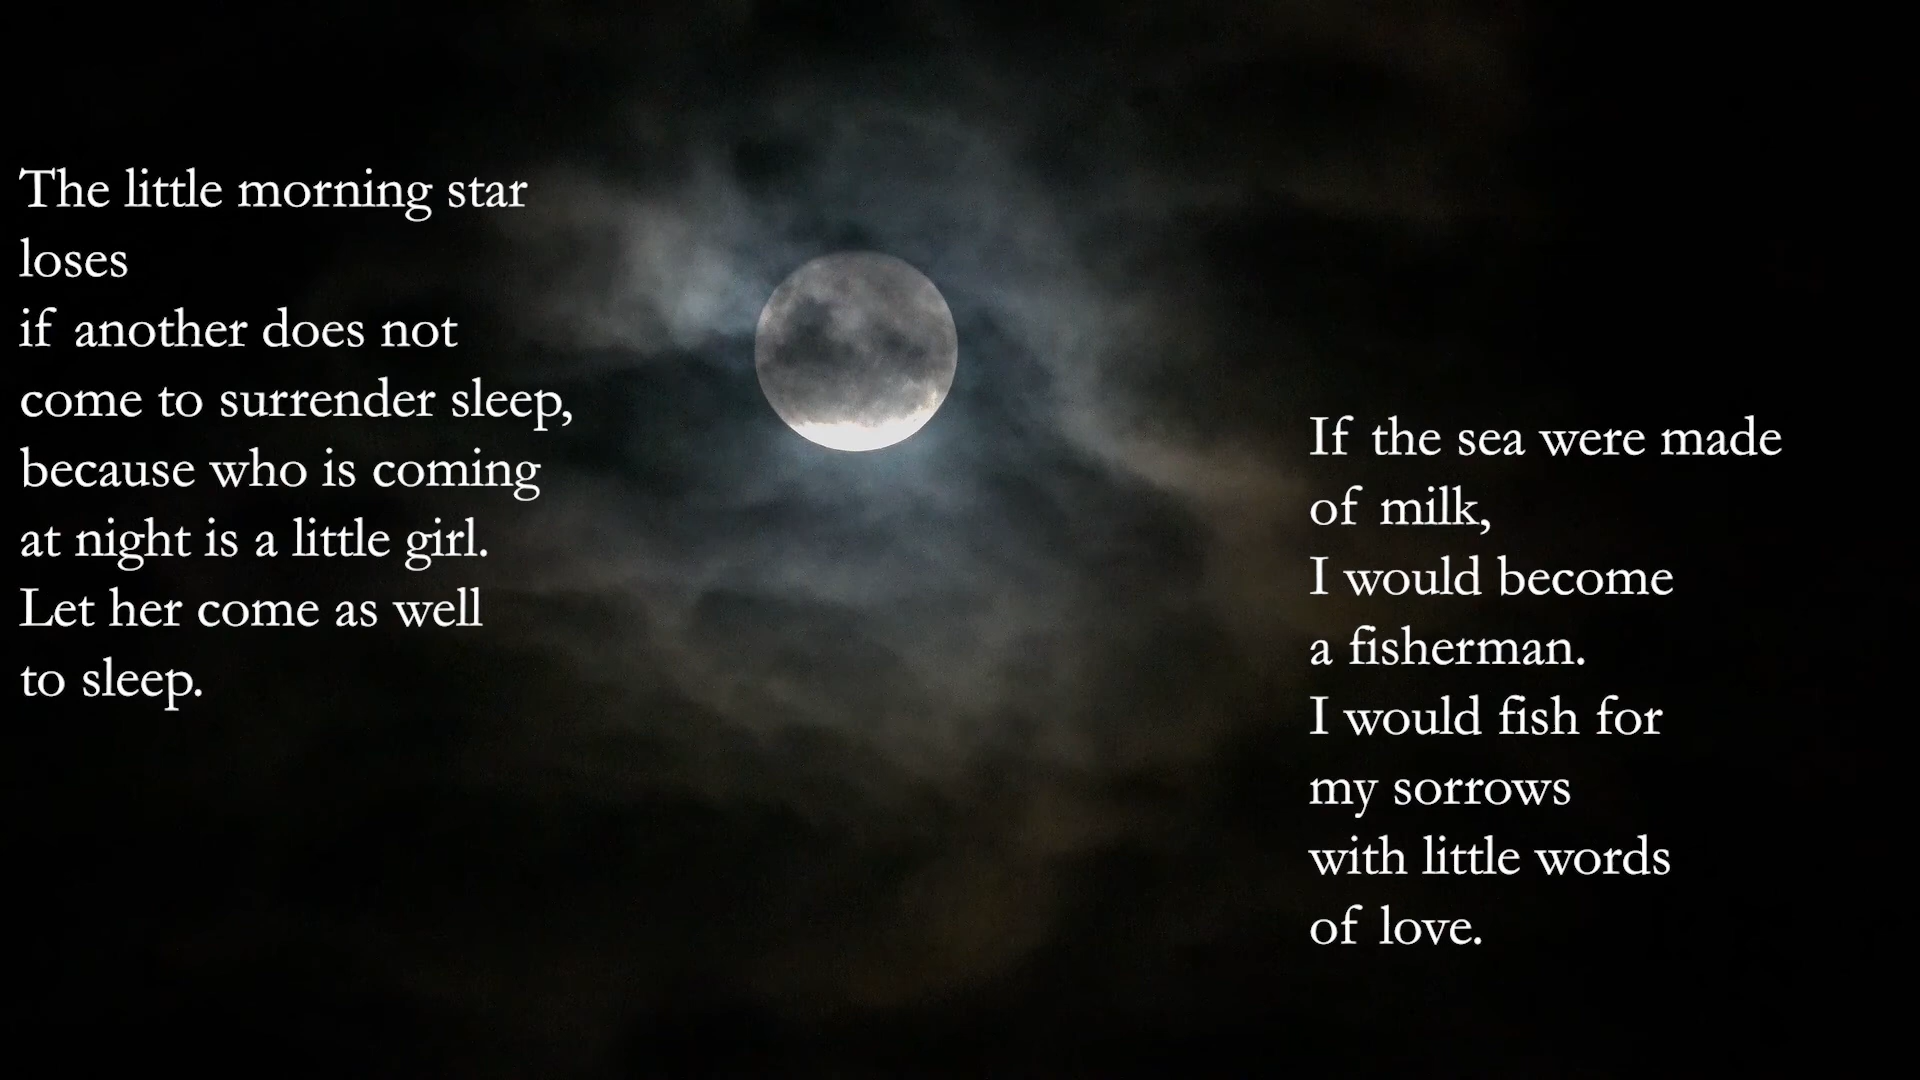 The little morning star
loses
if another does not
come to surrender sleep,
because who is coming
at night is a little girl.
Let her come as well
to sleep.
If the sea were made
of milk,
I would become
a fisherman.
I would fish for
my sorrows
with little words
of love.